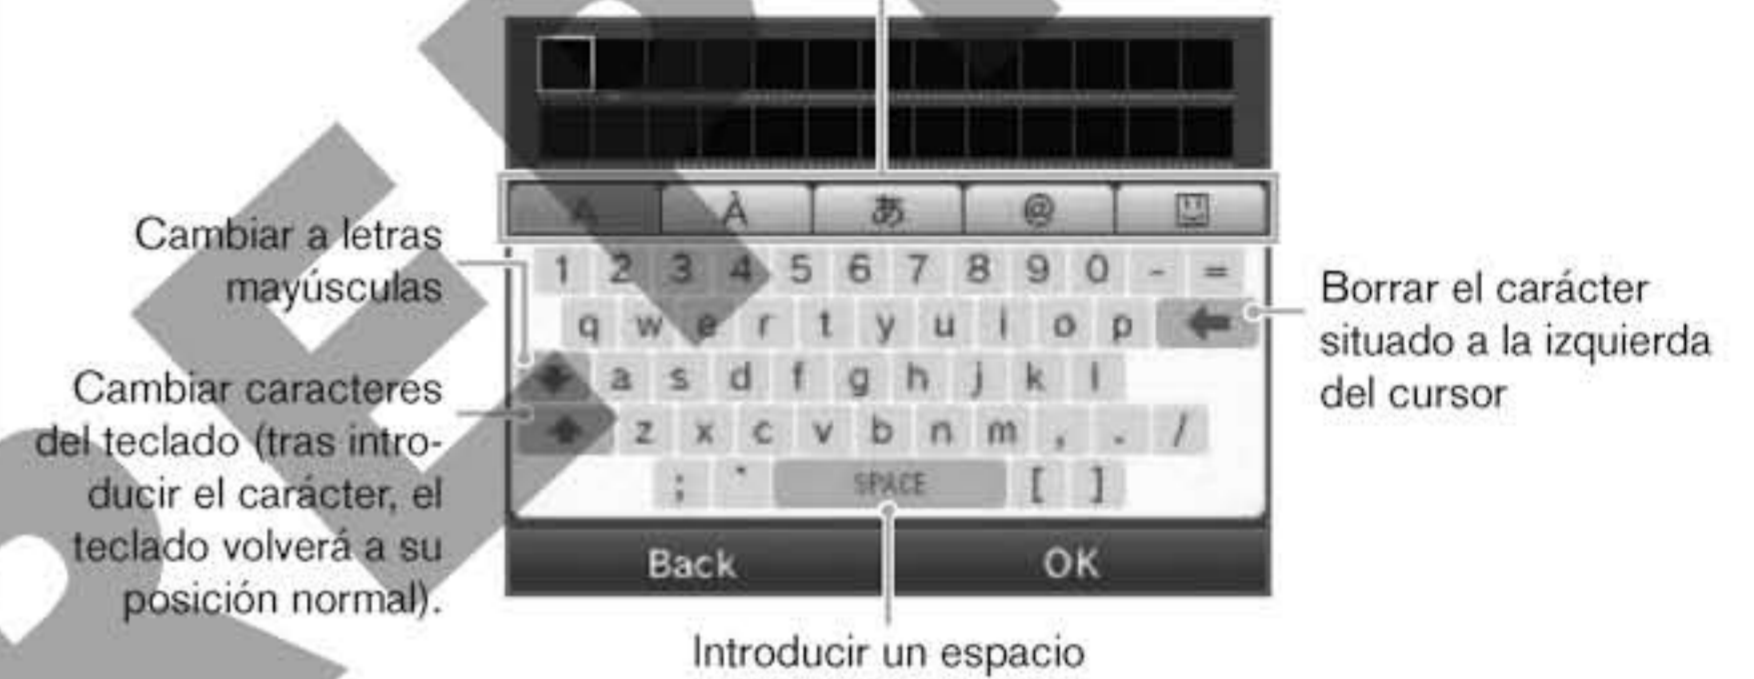 A À あ @
Cambiar a letras
mayúsculas
1 2 3 4 5 6 7 8 9 0 - =
q w e r t y u i o p
a s d f g h j k l
z x c v b n m , . /
; ' SPACE [ ]
Borrar el carácter
situado a la izquierda
del cursor
Cambiar caracteres
del teclado (tras intro-
ducir el carácter, el
teclado volverá a su
posición normal).
Back OK
Introducir un espacio